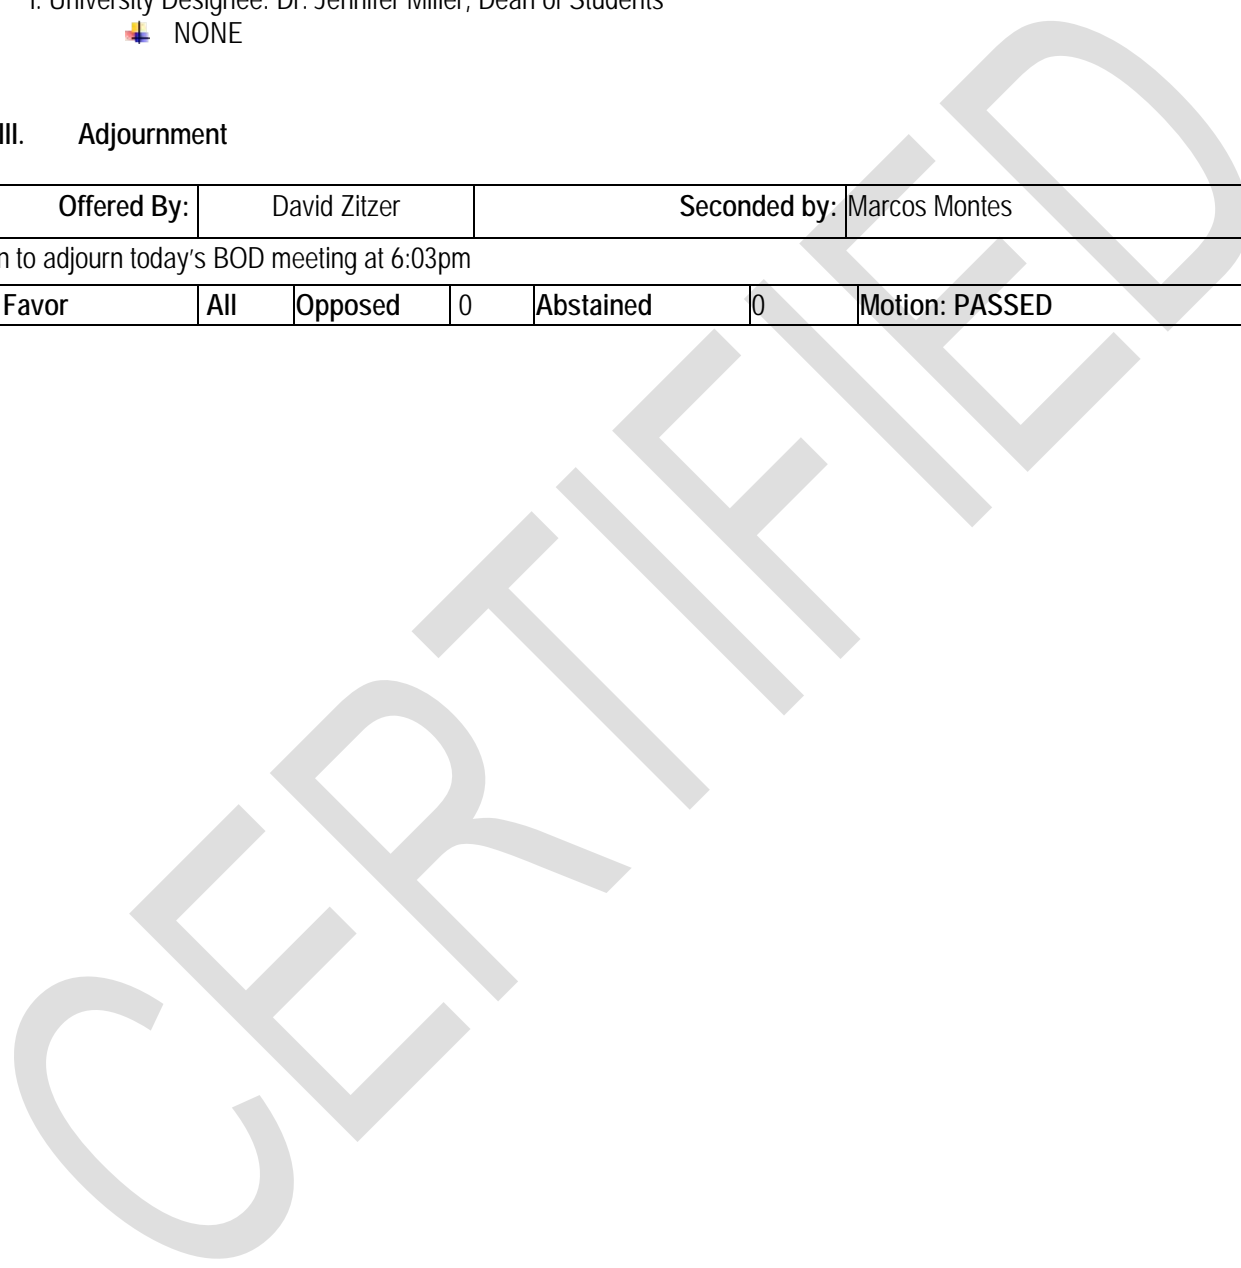 i. University Designee: Dr. Jennifer Miller, Dean of Students
NONE
III. Adjournment
Offered By: David Zitzer Seconded by: Marcos Montes
n to adjourn today's BOD meeting at 6:03pm
Favor All Opposed 0 Abstained 0 Motion: PASSED
CERTIFIED